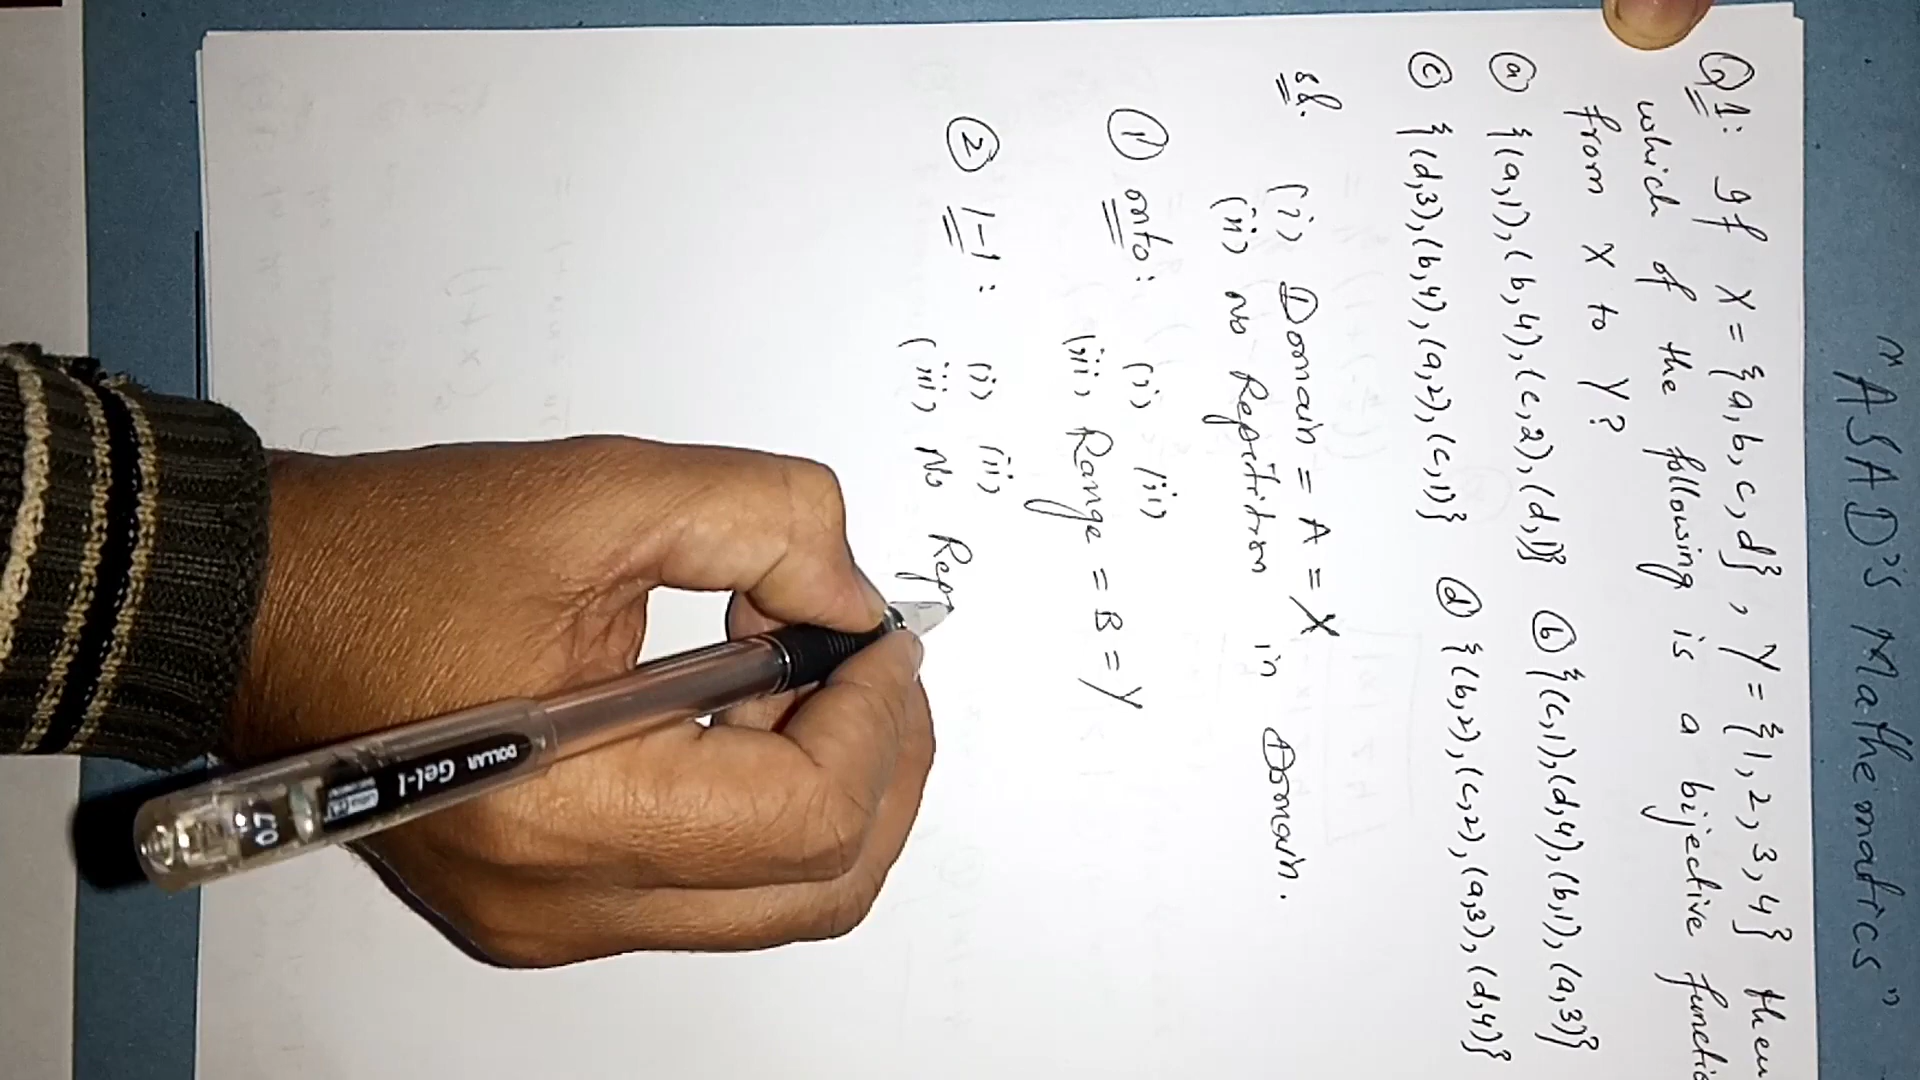 "ASAD's Mathematics"
Q1: If X = {a,b,c,d}, Y = {1,2,3,4} then
which of the following is a bijective functio
from X to Y?
(a) {(a,1),(b,4),(c,2),(d,1)} (b) {(c,1),(d,4),(b,1),(a,3)}
(c) {(d,3),(b,4),(a,2),(c,1)} (d) {(b,2),(c,2),(a,3),(d,4)}
Sol. (i) Domain = A = X
(ii) No Repitition in Domain.
(1) onto: (i) (ii)
(iii) Range = B = Y
(2) 1-1: (i) (ii)
(iii) No Rep
DOLLAR Gel-1
0.7